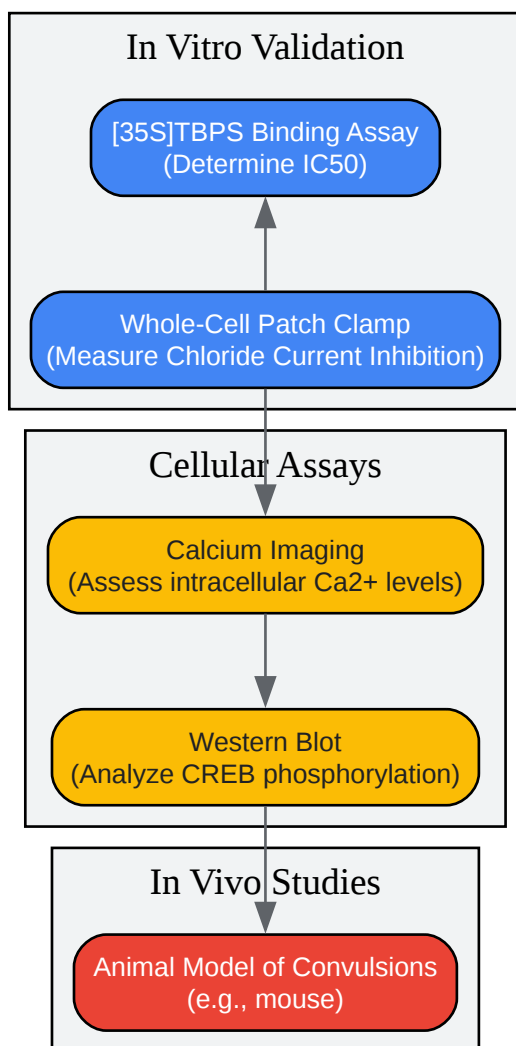 In Vitro Validation
[35S]TBPS Binding Assay
(Determine IC50)
Whole-Cell Patch Clamp
(Measure Chloride Current Inhibition)
Cellular Assays
Calcium Imaging
(Assess intracellular Ca2+ levels)
Western Blot
(Analyze CREB phosphorylation)
In Vivo Studies
Animal Model of Convulsions
(e.g., mouse)